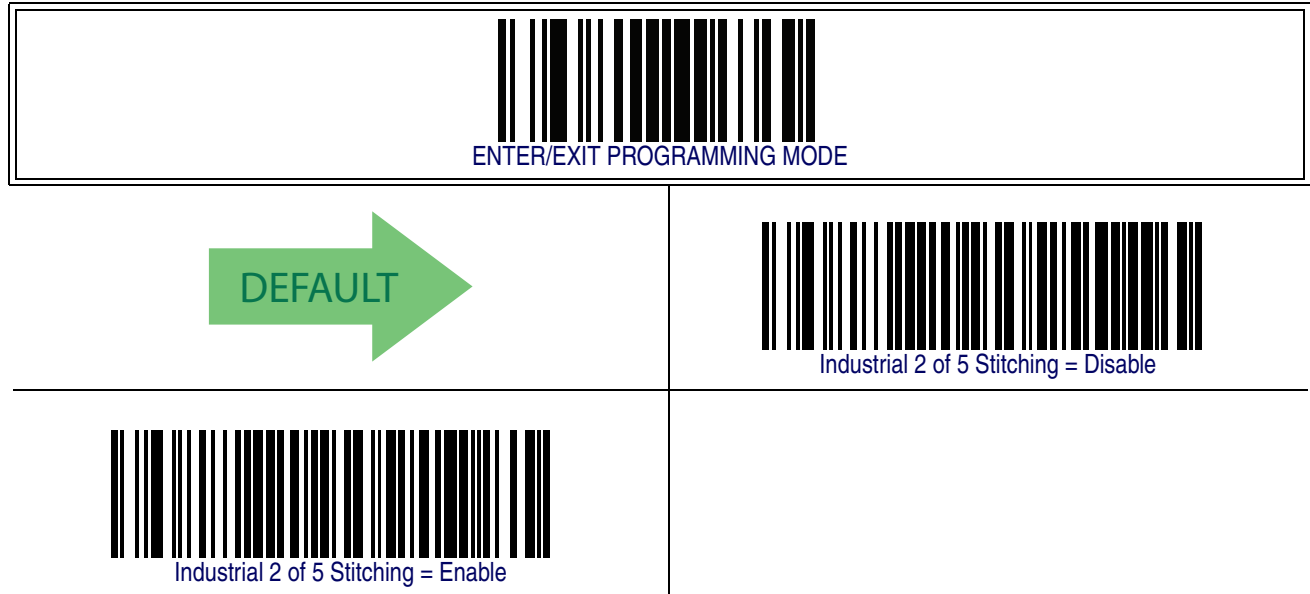 ENTER/EXIT PROGRAMMING MODE
DEFAULT
Industrial 2 of 5 Stitching = Disable
Industrial 2 of 5 Stitching = Enable